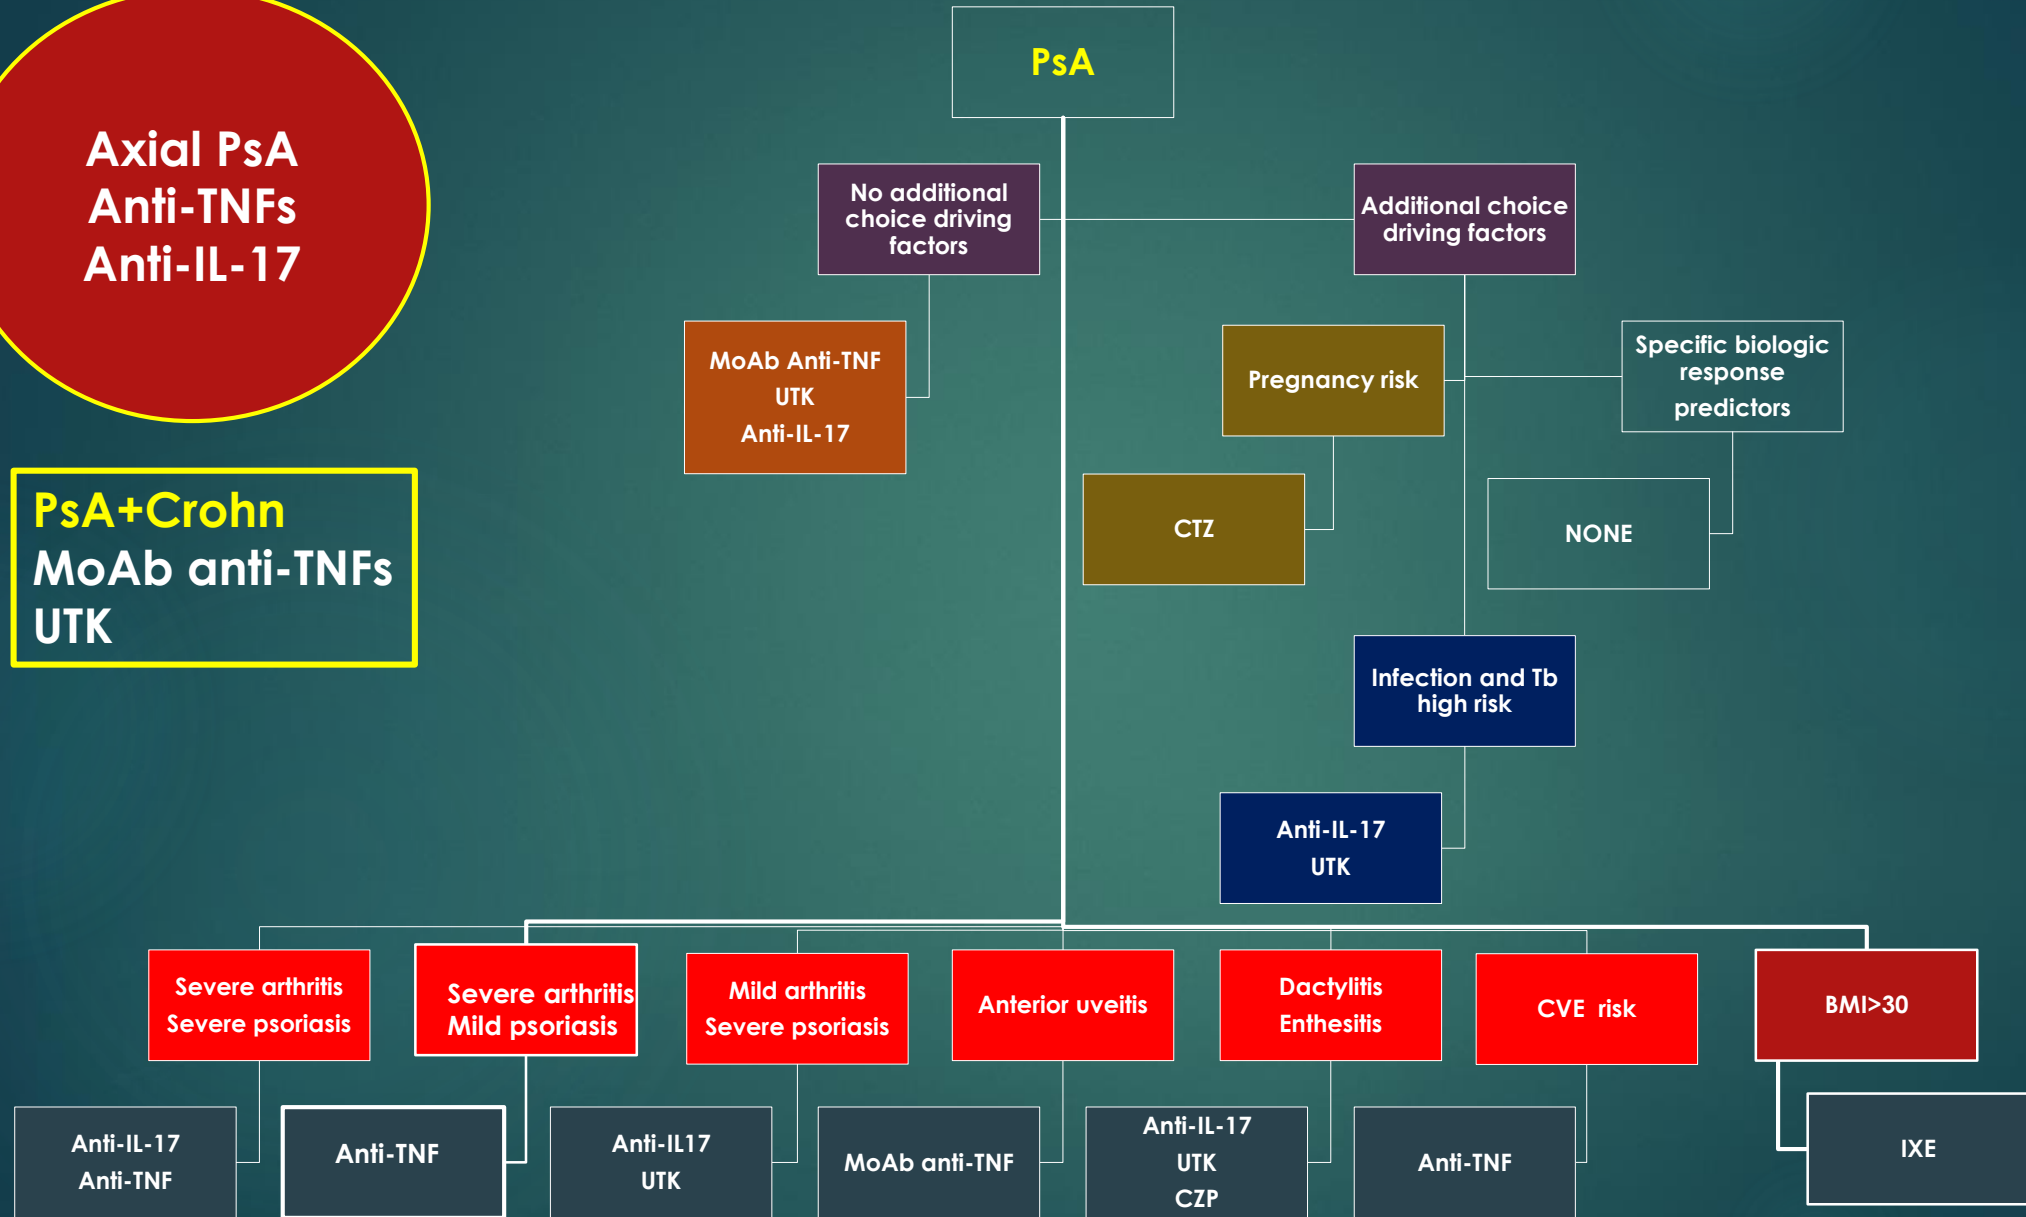 Axial PsA
Anti-TNFs
Anti-IL-17
PsA+Crohn
MoAb anti-TNFs
UTK
PsA
No additional
choice driving
factors
Additional choice
driving factors
MoAb Anti-TNF
UTK
Anti-IL-17
Pregnancy risk
Specific biologic
response
predictors
CTZ
NONE
Infection and Tb
high risk
Anti-IL-17
UTK
Severe arthritis
Severe psoriasis
Severe arthritis
Mild psoriasis
Mild arthritis
Severe psoriasis
Anterior uveitis
Dactylitis
Enthesitis
CVE risk
BMI>30
Anti-IL-17
Anti-TNF
Anti-TNF
Anti-IL17
UTK
MoAb anti-TNF
Anti-IL-17
UTK
CZP
Anti-TNF
IXE